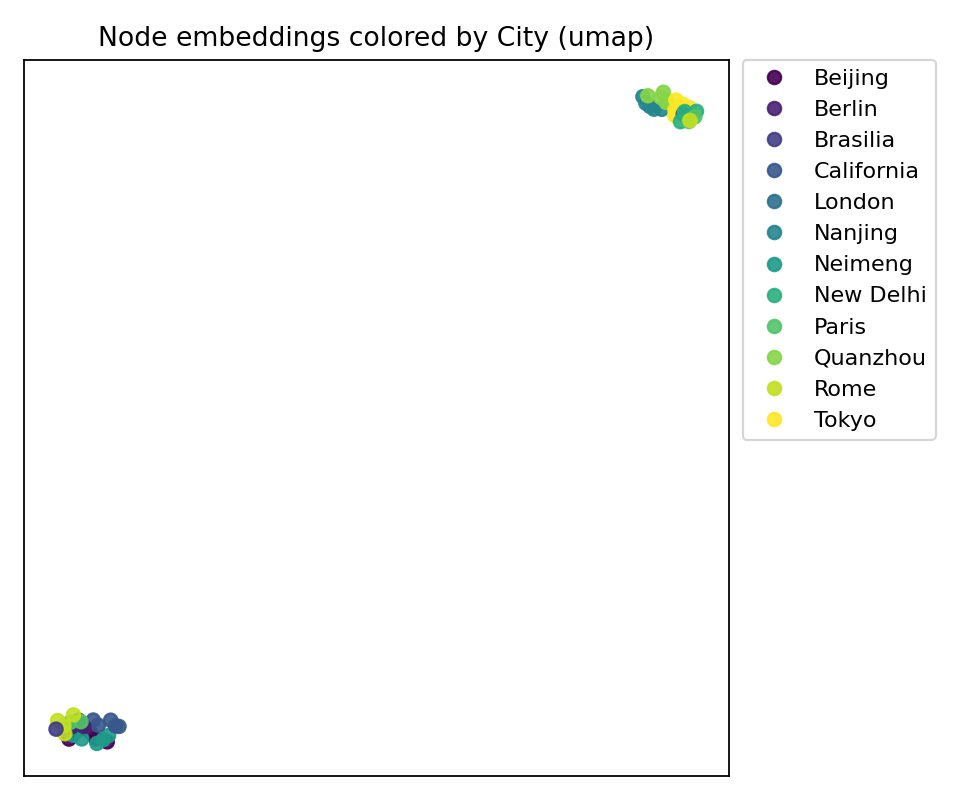 Node embeddings colored by City (umap)
Beijing
Berlin
Brasilia
California
London
Nanjing
Neimeng
New Delhi
Paris
Quanzhou
Rome
Tokyo